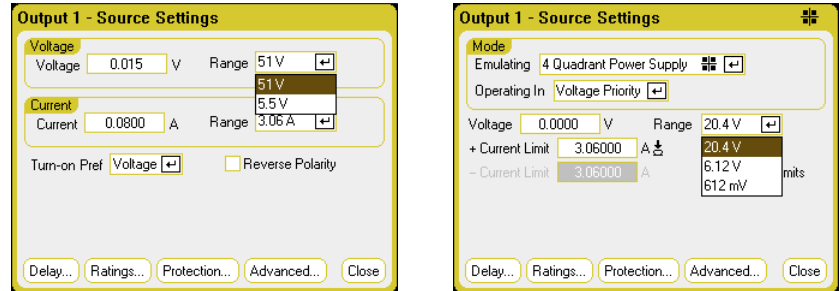 Output 1 - Source Settings
Voltage
Voltage 0.015 V Range 51 V
51 V
5.5 V
Current
Current 0.0800 A Range 3.06 A
Turn-on Pref Voltage Reverse Polarity
Delay... Ratings... Protection... Advanced... Close
Output 1 - Source Settings
Mode
Emulating 4 Quadrant Power Supply
Operating In Voltage Priority
Voltage 0.0000 V Range 20.4 V
20.4 V
6.12 V
612 mV
+ Current Limit 3.06000 A
- Current Limit 3.06000 A mits
Delay... Ratings... Protection... Advanced... Close